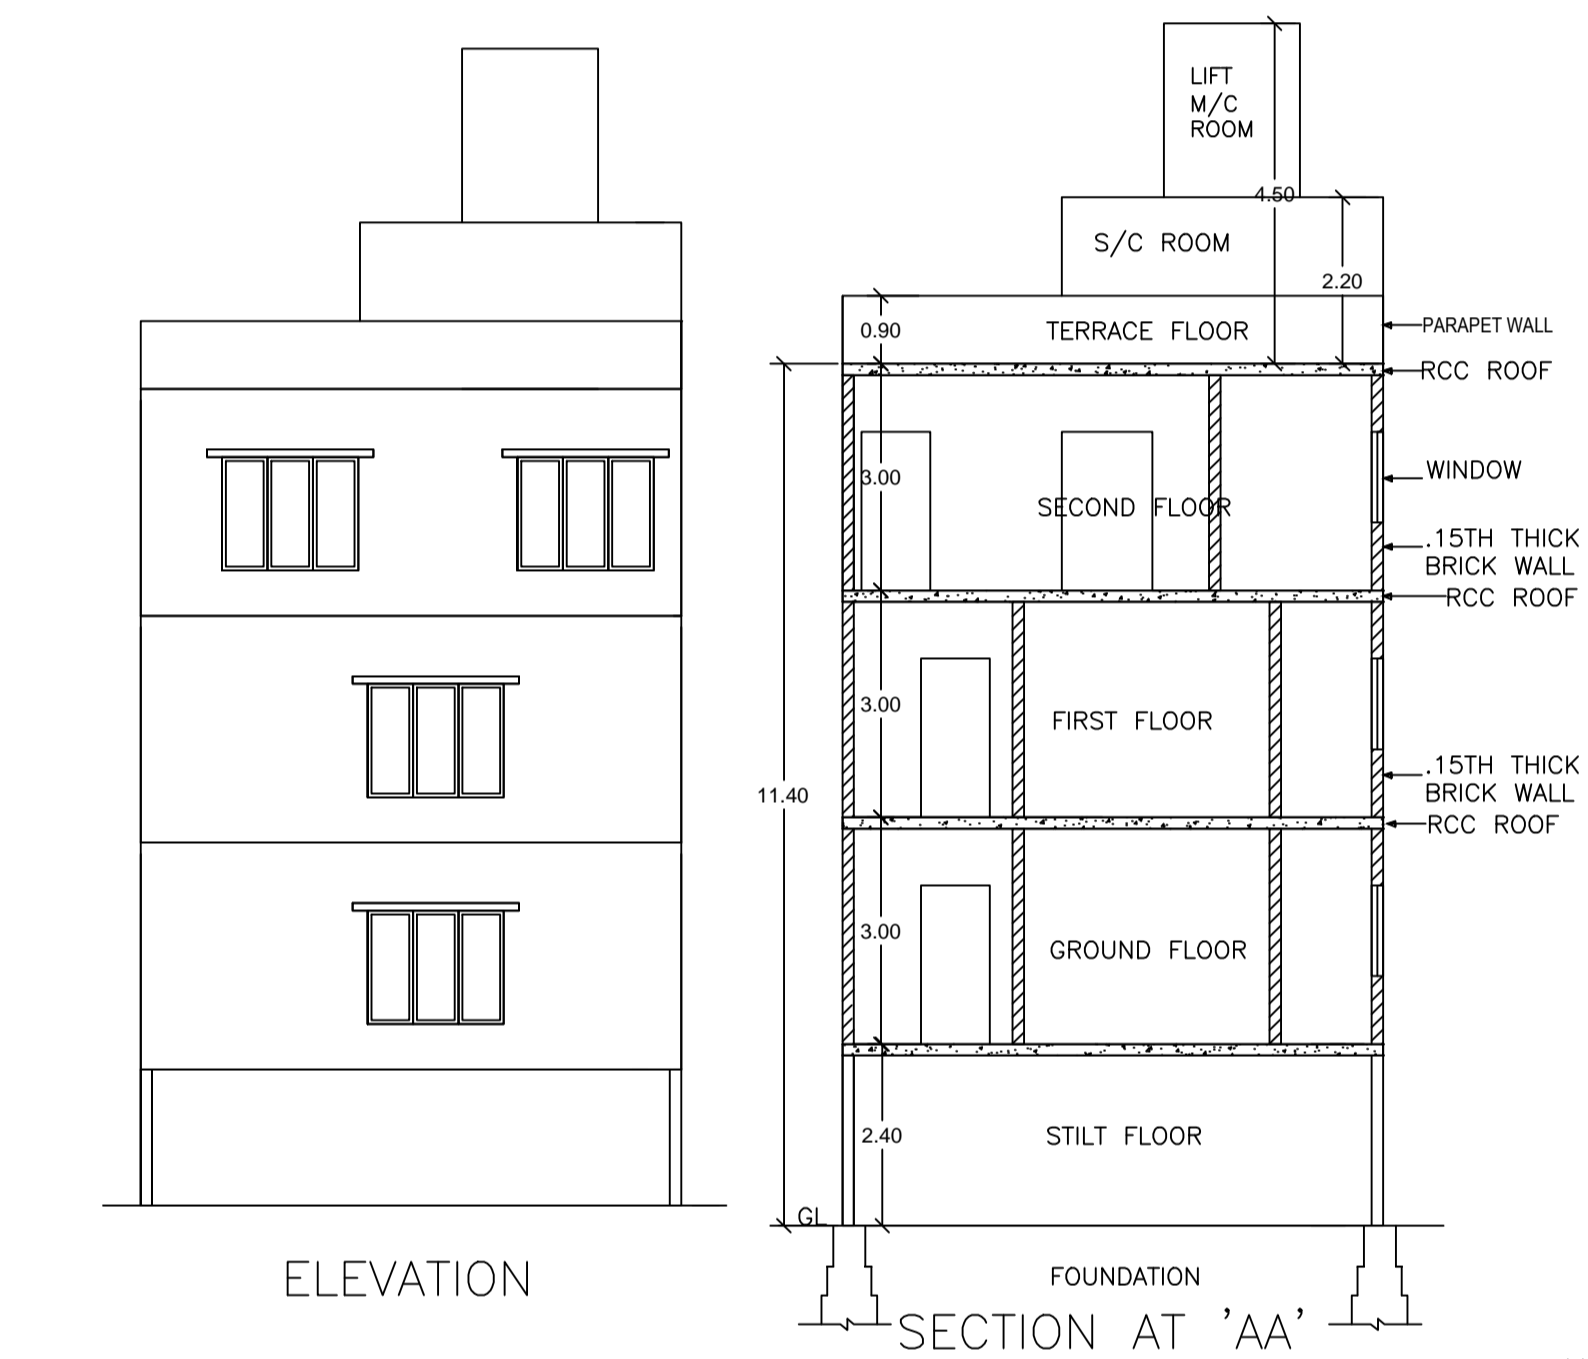 LIFT
M/C
ROOM
4.50
S/C ROOM
2.20
0.90
TERRACE FLOOR
PARAPET WALL
RCC ROOF
3.00
SECOND FLOOR
WINDOW
.15TH THICK
BRICK WALL
RCC ROOF
3.00
FIRST FLOOR
.15TH THICK
BRICK WALL
11.40
RCC ROOF
3.00
GROUND FLOOR
2.40
STILT FLOOR
GL
FOUNDATION
ELEVATION
SECTION AT 'AA'